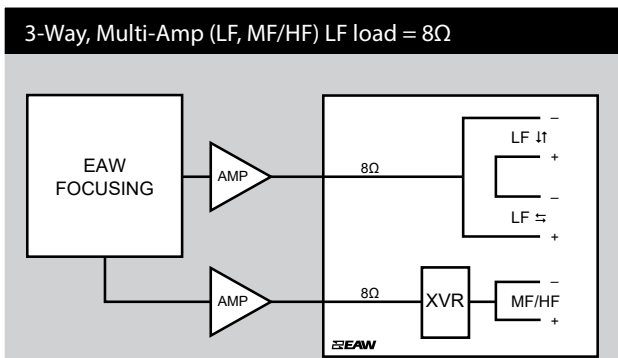 3-Way, Multi-Amp (LF, MF/HF) LF load = 8Ω
EAW
FOCUSING
AMP
8Ω
–
LF ↓↑
+
–
LF ⇆
+
AMP
8Ω
XVR
–
MF/HF
+
EAW